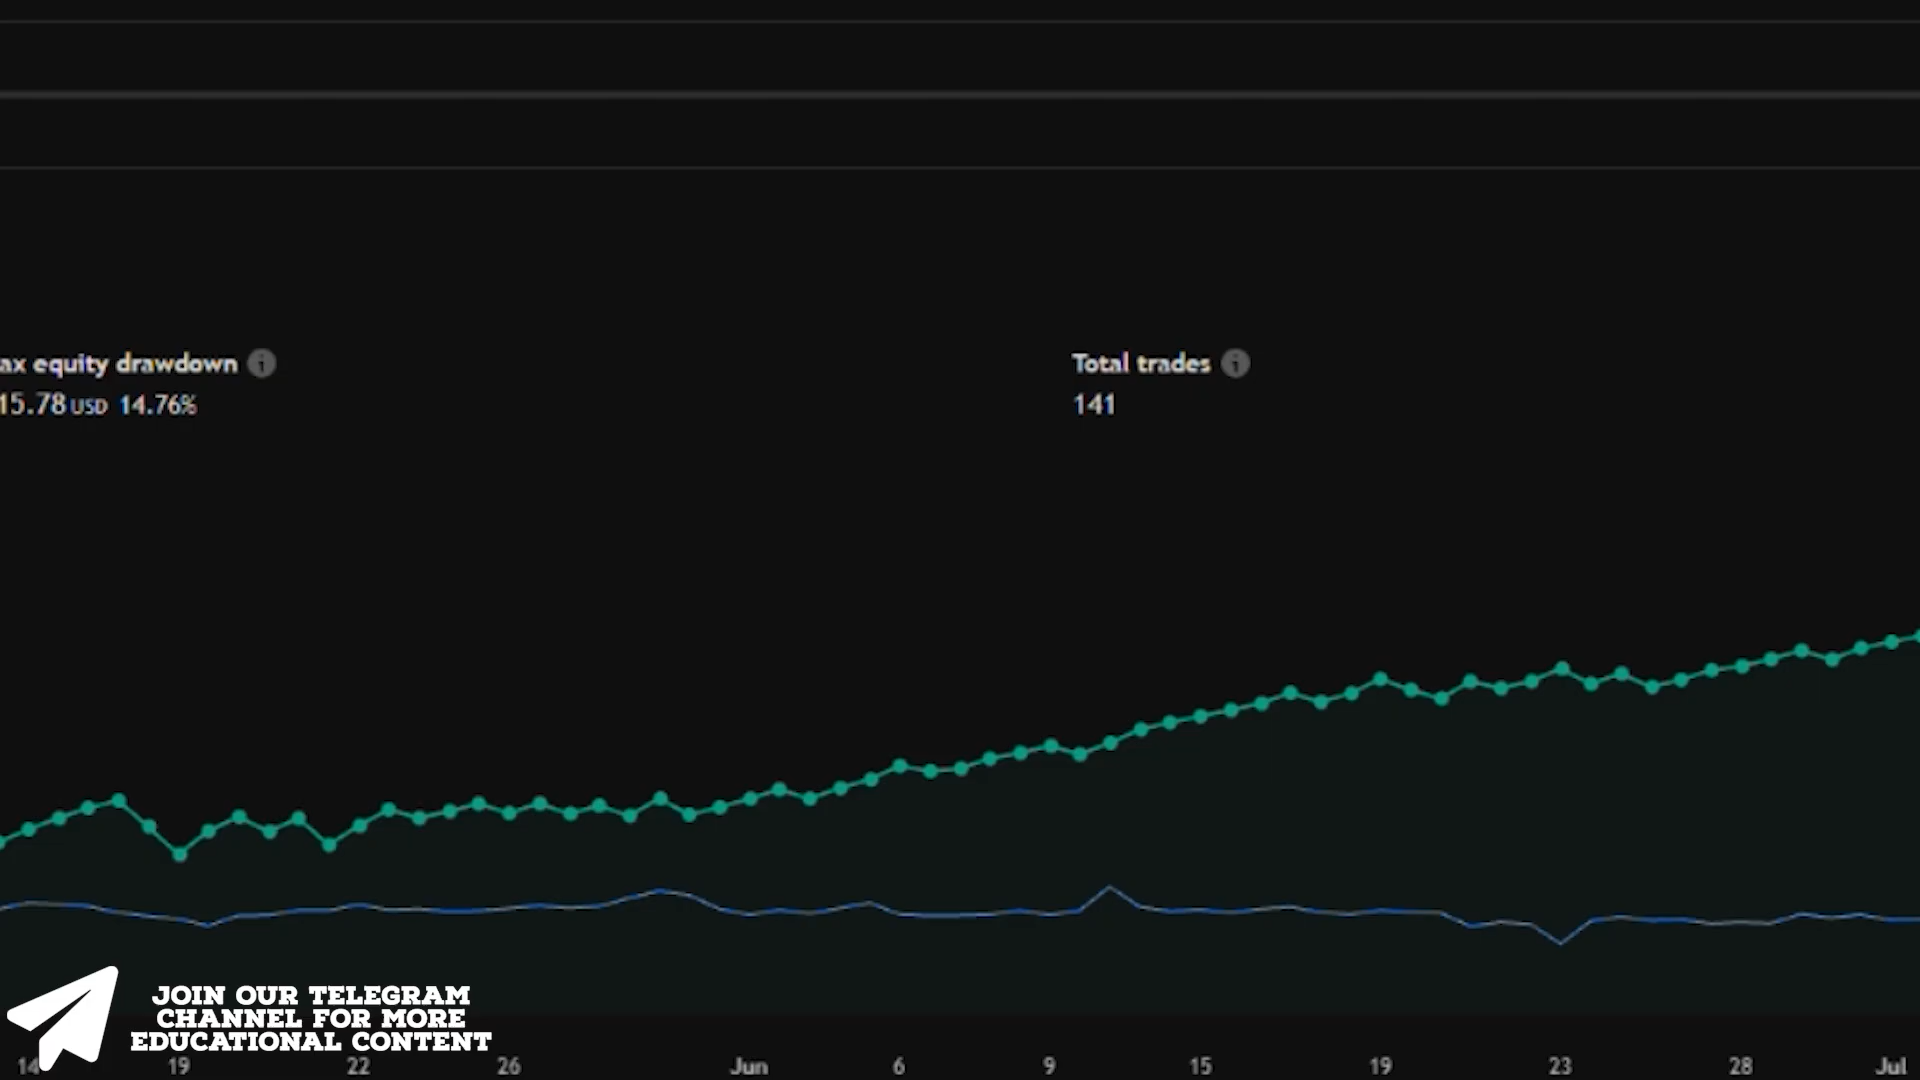 ax equity drawdown
15.78 USD 14.76%
Total trades
141
JOIN OUR TELEGRAM
CHANNEL FOR MORE
EDUCATIONAL CONTENT
14 19 22 26 Jun 6 9 15 19 23 28 Jul